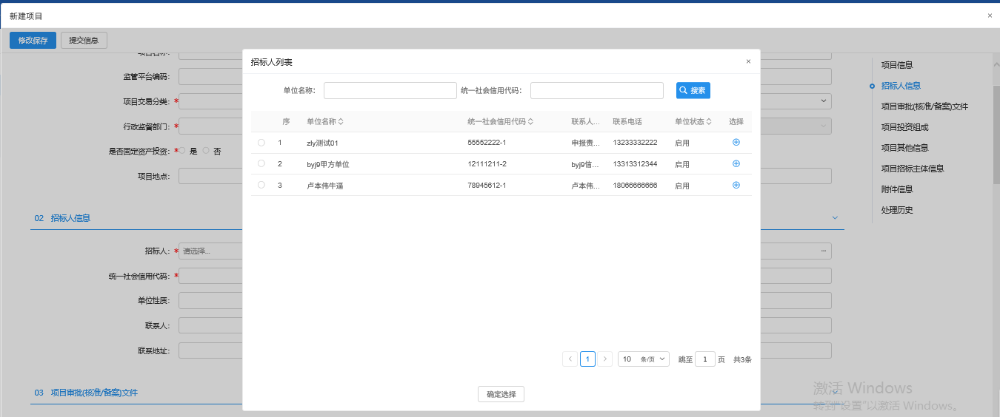 新建项目 ×
修改保存 提交信息
项目名称:
监管平台编码:
项目交易分类: *
行政监督部门: *
是否固定资产投资: * 是 否
项目地点:
02 招标人信息
招标人: * 请选择... ...
统一社会信用代码: *
单位性质:
联系人:
联系地址:
03 项目审批(核准/备案)文件
招标人列表 ×
单位名称: 统一社会信用代码: 搜索
序 单位名称 统一社会信用代码 联系人... 联系电话 单位状态 选择
1 zly测试01 55552222-1 申报责... 13233332222 启用
2 byj9甲方单位 12111211-2 byj9信... 13313312344 启用
3 卢本伟牛逼 78945612-1 卢本伟... 18066666666 启用
1 10 条/页 跳至 1 页 共3条
确定选择
项目信息
招标人信息
项目审批(核准/备案)文件
项目投资组成
项目其他信息
项目招标主体信息
附件信息
处理历史
激活 Windows
转到"设置"以激活 Windows。